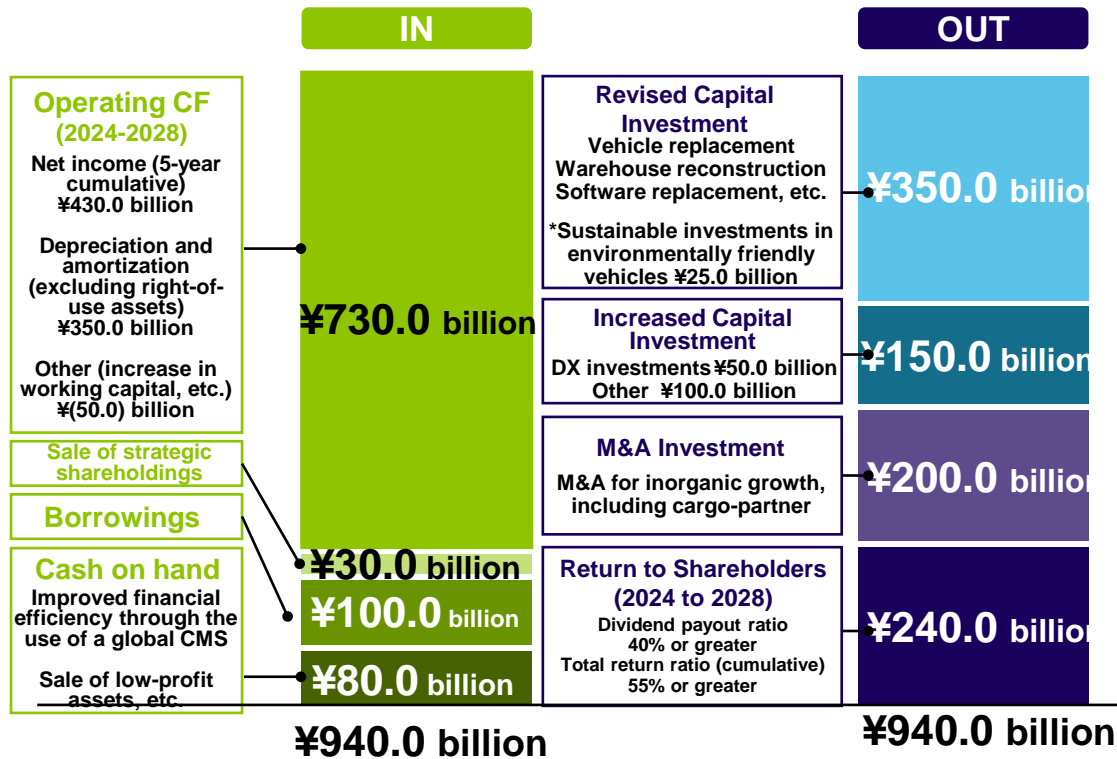 IN
Operating CF
(2024-2028)
Net income (5-year
cumulative)
¥430.0 billion
Depreciation and
amortization
(excluding right-of-
use assets)
¥350.0 billion
Other (increase in
working capital, etc.)
¥(50.0) billion
Sale of strategic
shareholdings
Borrowings
Cash on hand
Improved financial
efficiency through the
use of a global CMS
Sale of low-profit
assets, etc.
¥730.0 billion
¥30.0 billion
¥100.0 billion
¥80.0 billion
¥940.0 billion
OUT
Revised Capital
Investment
Vehicle replacement
Warehouse reconstruction
Software replacement, etc.
*Sustainable investments in
environmentally friendly
vehicles ¥25.0 billion
Increased Capital
Investment
DX investments ¥50.0 billion
Other ¥100.0 billion
M&A Investment
M&A for inorganic growth,
including cargo-partner
Return to Shareholders
(2024 to 2028)
Dividend payout ratio
40% or greater
Total return ratio (cumulative)
55% or greater
¥350.0 billion
¥150.0 billion
¥200.0 billion
¥240.0 billion
¥940.0 billion